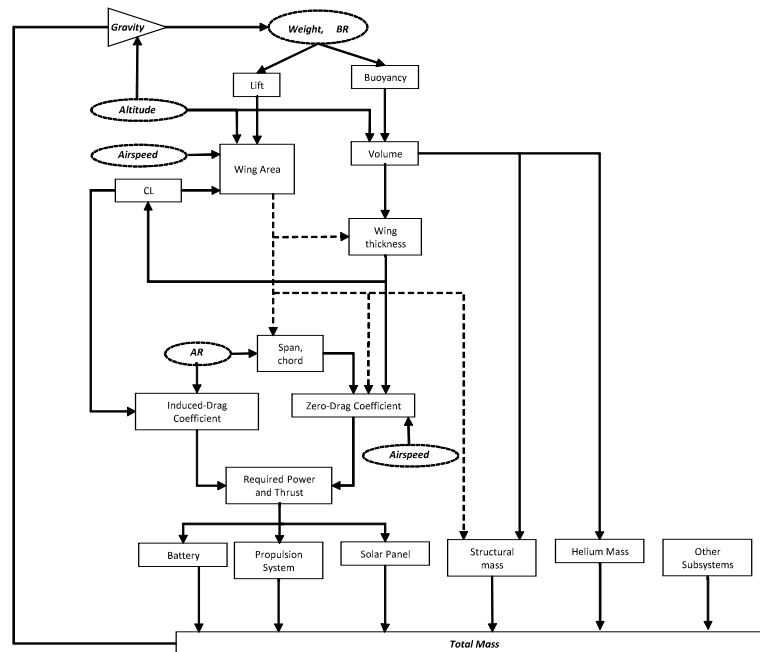 Gravity
Weight, BR
Lift
Buoyancy
Altitude
Airspeed
Wing Area
Volume
CL
Wing
thickness
AR
Span,
chord
Induced-Drag
Coefficient
Zero-Drag Coefficient
Airspeed
Required Power
and Thrust
Battery
Propulsion
System
Solar Panel
Structural
mass
Helium Mass
Other
Subsystems
Total Mass